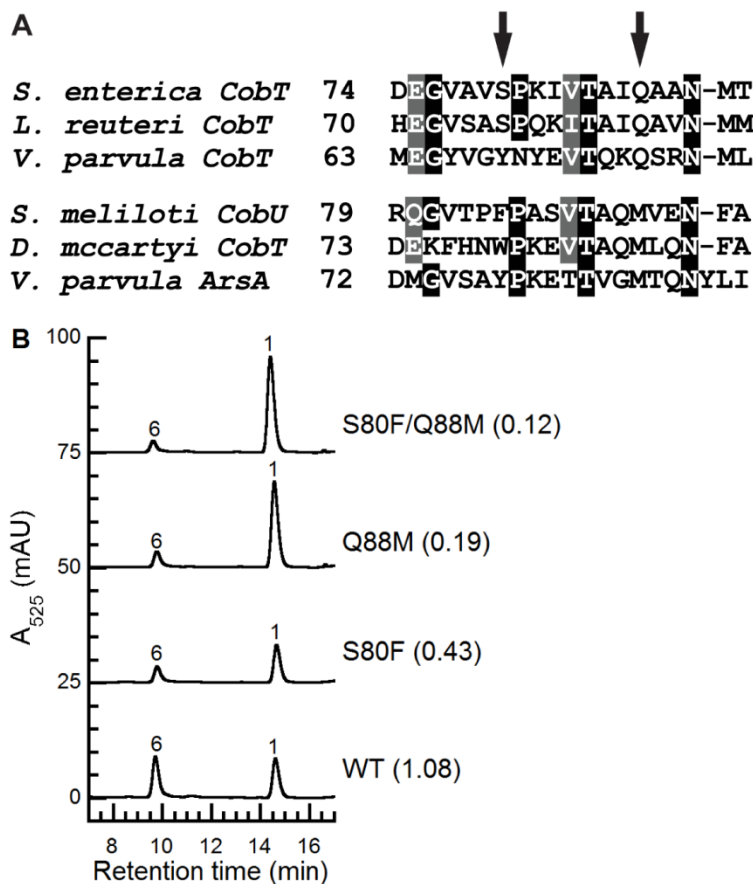 A
S. enterica CobT 74 DEGVAVSPKIVTAIQAAN-MT
L. reuteri CobT 70 HEGVSASPQKITAIQAVN-MM
V. parvula CobT 63 MEGYVGYNYEVTQKQSRN-ML
S. meliloti CobU 79 RQGVTPFPASVTAQMVEN-FA
D. mccartyi CobT 73 DEKFHNWPKEVTAQMLQN-FA
V. parvula ArsA 72 DMGVSAYPKETTVGMTQNYLI
B
100
6 1
S80F/Q88M (0.12)
75
6 1
Q88M (0.19)
50
6 1
S80F (0.43)
25
6 1
WT (1.08)
0
A525 (mAU)
8 10 12 14 16
Retention time (min)